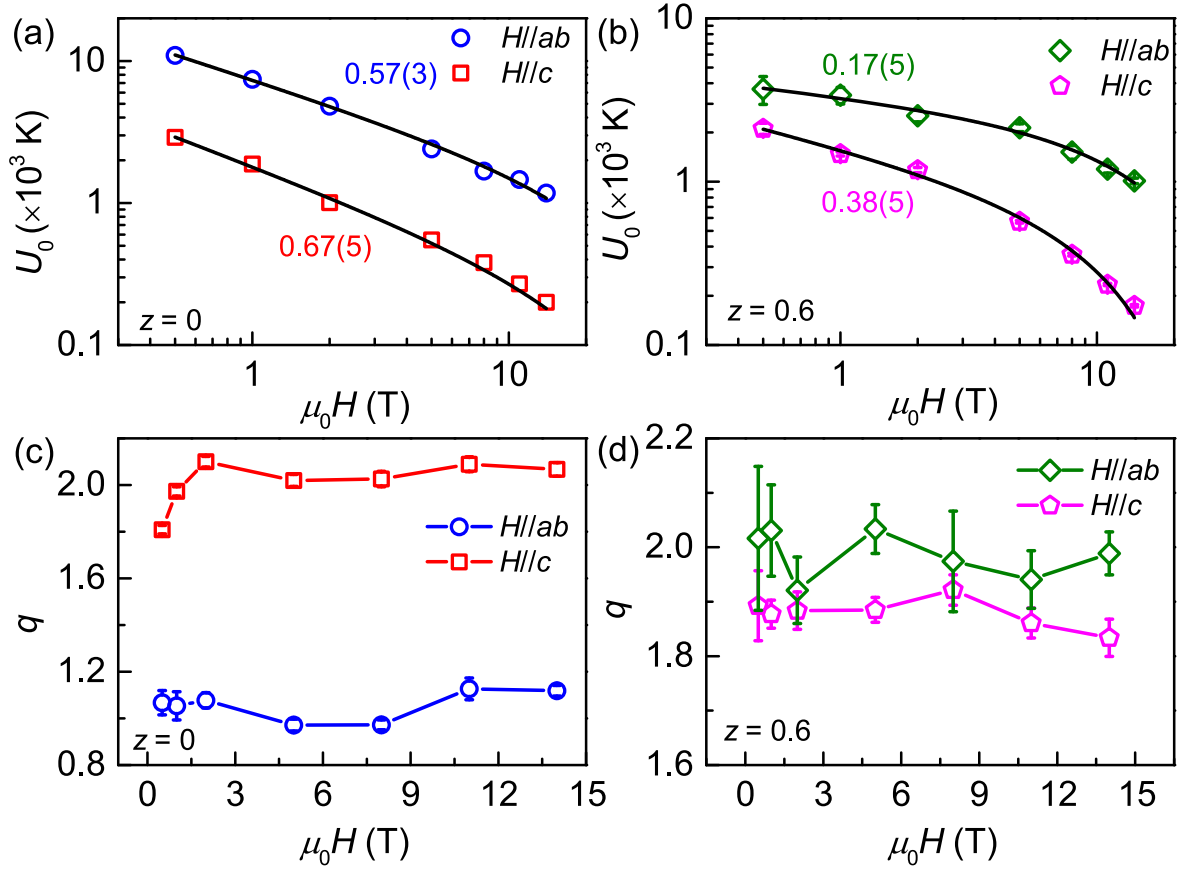 (a)
H//ab
H//c
0.57(3)
0.67(5)
z = 0
10
1
0.1
U₀ (×10³ K)
1
10
μ₀H (T)
(b)
H//ab
H//c
0.17(5)
0.38(5)
z = 0.6
10
1
0.1
U₀ (×10³ K)
1
10
μ₀H (T)
(c)
H//ab
H//c
z = 0
2.0
1.6
1.2
0.8
q
0
3
6
9
12
15
μ₀H (T)
(d)
H//ab
H//c
z = 0.6
2.2
2.0
1.8
1.6
q
0
3
6
9
12
15
μ₀H (T)